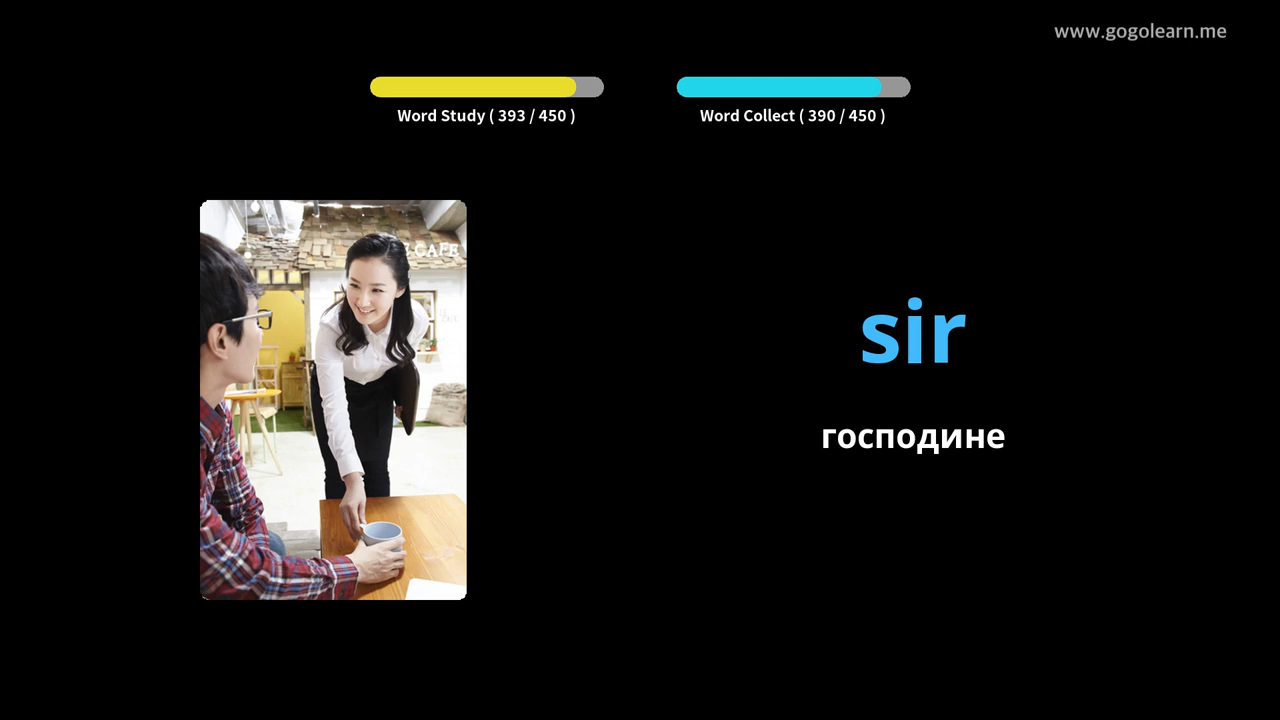 www.gogolearn.me
Word Study ( 393 / 450 )
Word Collect ( 390 / 450 )
CAFE
sir
господине